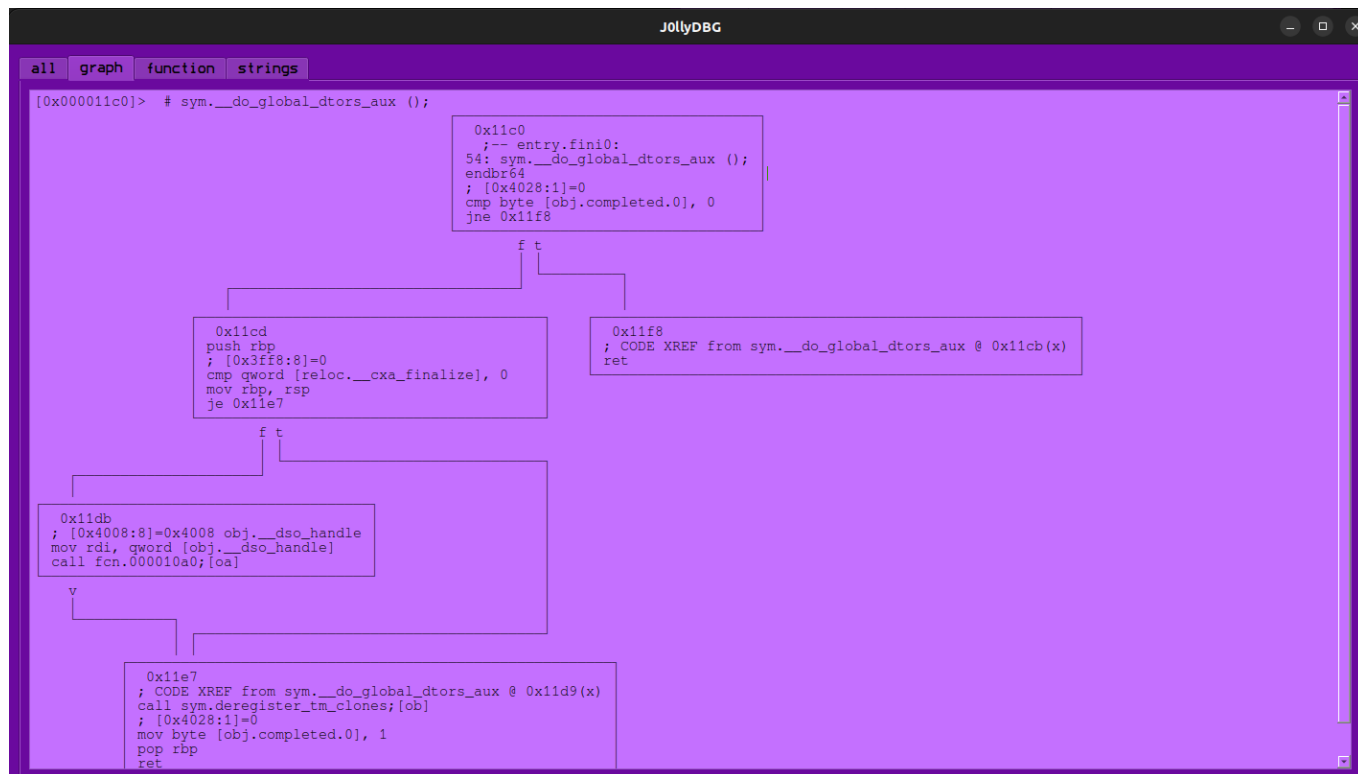 J0llyDBG
all graph function strings
[0x000011c0]> # sym.__do_global_dtors_aux ();
0x11c0
;-- entry.fini0:
54: sym.__do_global_dtors_aux ();
endbr64
; [0x4028:1]=0
cmp byte [obj.completed.0], 0
jne 0x11f8
f t
0x11cd
push rbp
; [0x3ff8:8]=0
cmp qword [reloc.__cxa_finalize], 0
mov rbp, rsp
je 0x11e7
0x11f8
; CODE XREF from sym.__do_global_dtors_aux @ 0x11cb(x)
ret
f t
0x11db
; [0x4008:8]=0x4008 obj.__dso_handle
mov rdi, qword [obj.__dso_handle]
call fcn.000010a0;[oa]
v
0x11e7
; CODE XREF from sym.__do_global_dtors_aux @ 0x11d9(x)
call sym.deregister_tm_clones;[ob]
; [0x4028:1]=0
mov byte [obj.completed.0], 1
pop rbp
ret